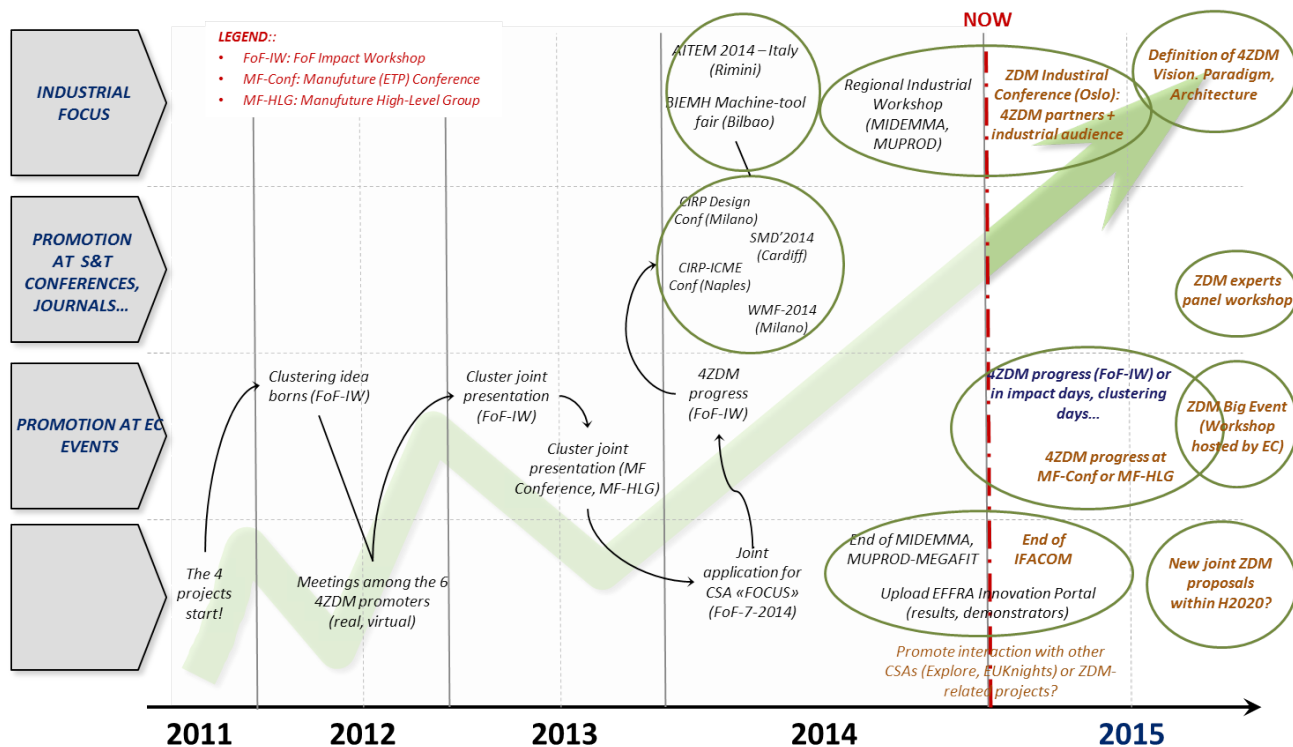 NOW
LEGEND::
• FoF-IW: FoF Impact Workshop
• MF-Conf: Manufuture (ETP) Conference
• MF-HLG: Manufuture High-Level Group
INDUSTRIAL
FOCUS
AITEM 2014 – Italy
(Rimini)
BIEMH Machine-tool
fair (Bilbao)
Regional Industrial
Workshop
(MIDEMMA,
MUPROD)
ZDM Industiral
Conference (Oslo):
4ZDM partners +
industrial audience
Definition of 4ZDM
Vision. Paradigm,
Architecture
PROMOTION
AT S&T
CONFERENCES,
JOURNALS...
CIRP Design
Conf (Milano)
SMD'2014
(Cardiff)
CIRP-ICME
Conf (Naples)
WMF-2014
(Milano)
ZDM experts
panel workshop
PROMOTION AT EC
EVENTS
Clustering idea
borns (FoF-IW)
Cluster joint
presentation
(FoF-IW)
Cluster joint
presentation (MF
Conference, MF-HLG)
4ZDM
progress
(FoF-IW)
4ZDM progress (FoF-IW) or
in impact days, clustering
days...
4ZDM progress at
MF-Conf or MF-HLG
ZDM Big Event
(Workshop
hosted by EC)
The 4
projects
start!
Meetings among the 6
4ZDM promoters
(real, virtual)
Joint
application for
CSA «FOCUS»
(FoF-7-2014)
End of MIDEMMA,
MUPROD-MEGAFIT
End of
IFACOM
Upload EFFRA Innovation Portal
(results, demonstrators)
New joint ZDM
proposals
within H2020?
Promote interaction with other
CSAs (Explore, EUKnights) or ZDM-
related projects?
2011 2012 2013 2014 2015